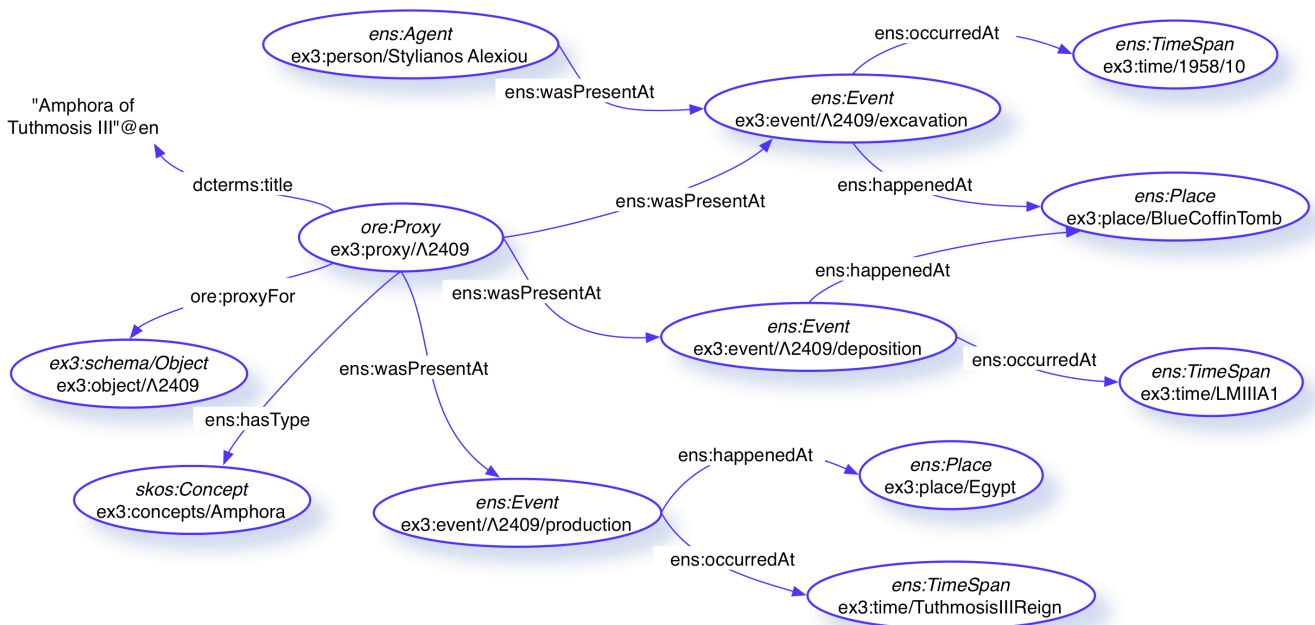 ens:Agent
ex3:person/Stylianos Alexiou
ens:occurredAt
ens:TimeSpan
ex3:time/1958/10
ens:wasPresentAt
ens:Event
ex3:event/Λ2409/excavation
"Amphora of
Tuthmosis III"@en
dcterms:title
ens:wasPresentAt
ens:happenedAt
ens:Place
ex3:place/BlueCoffinTomb
ore:Proxy
ex3:proxy/Λ2409
ens:happenedAt
ore:proxyFor
ens:wasPresentAt
ens:Event
ex3:event/Λ2409/deposition
ens:occurredAt
ens:TimeSpan
ex3:time/LMIIIA1
ex3:schema/Object
ex3:object/Λ2409
ens:wasPresentAt
ens:hasType
skos:Concept
ex3:concepts/Amphora
ens:Event
ex3:event/Λ2409/production
ens:happenedAt
ens:Place
ex3:place/Egypt
ens:occurredAt
ens:TimeSpan
ex3:time/TuthmosisIIIReign